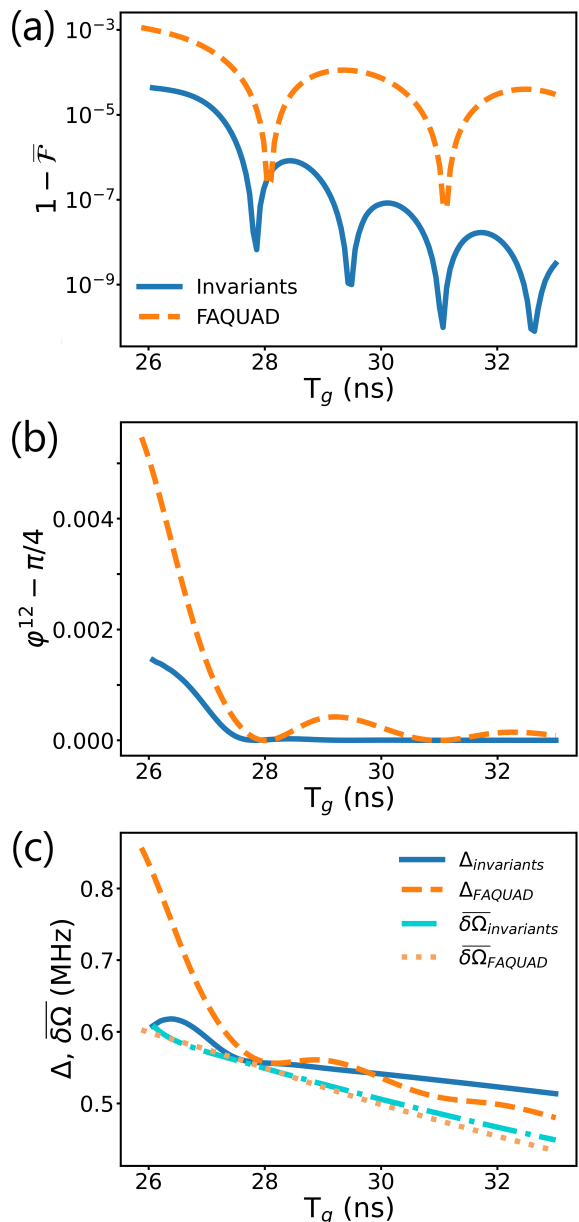 (a)
10⁻³
10⁻⁵
10⁻⁷
10⁻⁹
1 − F̅
Invariants
FAQUAD
26 28 30 32
T_g (ns)
(b)
0.004
0.002
0.000
φ¹² − π/4
26 28 30 32
T_g (ns)
(c)
0.8
0.7
0.6
0.5
Δ, δΩ̅ (MHz)
Δ_invariants
Δ_FAQUAD
δΩ̅_invariants
δΩ̅_FAQUAD
26 28 30 32
T_g (ns)